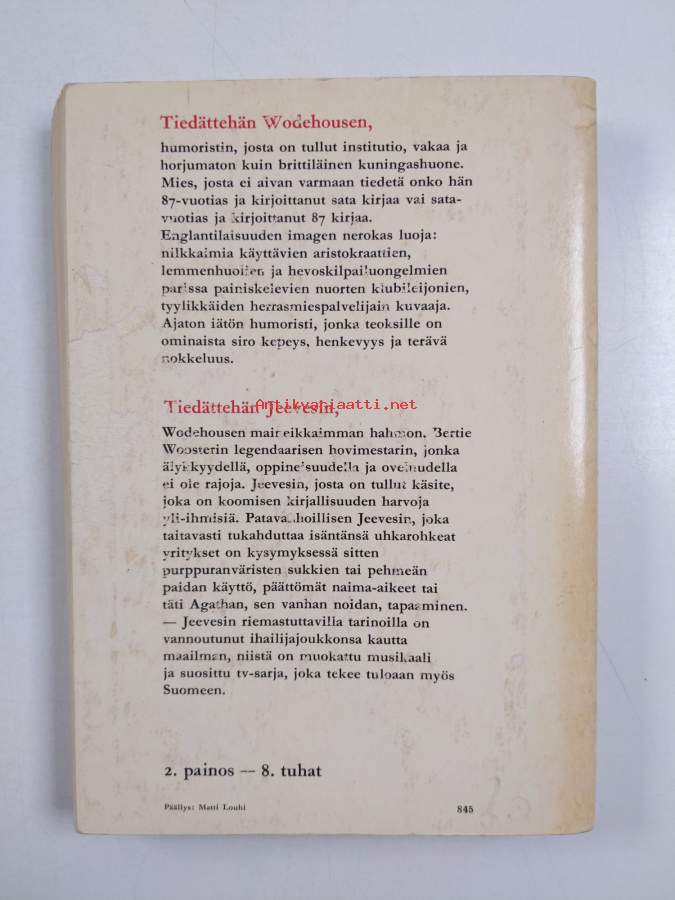 Tiedättehän Wodehousen,
humoristin, josta on tullut institutio, vakaa ja
horjumaton kuin brittiläinen kuningashuone.
Mies, josta ei aivan varmaan tiedetä onko hän
87-vuotias ja kirjoittanut sata kirjaa vai sata-
vuotias ja kirjoittanut 87 kirjaa.
Englantilaisuuden imagen nerokas luoja:
nilkkaimia käyttävien aristokraattien,
lemmenhuolien ja hevoskilpailuongelmien
parissa painiskelevien nuorten klubileijonien,
tyylikkäiden herrasmiespalvelijain kuvaaja.
Ajaton iätön humoristi, jonka teoksille on
ominaista siro kepeys, henkevyys ja terävä
nokkeluus.
Antikvariaatti.net
Tiedättehän Jeevesin,
Wodehousen maineikkaimman hahmon, Bertie
Woosterin legendaarisen hovimestarin, jonka
älykkyydellä, oppineisuudella ja oveluudella
ei ole rajoja. Jeevesin, josta on tullut käsite,
joka on koomisen kirjallisuuden harvoja
yli-ihmisiä. Patavanhoillisen Jeevesin, joka
taitavasti tukahduttaa isäntänsä uhkarohkeat
yritykset on kysymyksessä sitten
purppuranväristen sukkien tai pehmeän
paidan käyttö, päättömät naima-aikeet tai
täti Agathan, sen vanhan noidan, tapaaminen.
— Jeevesin riemastuttavilla tarinoilla on
vannoutunut ihailijajoukkonsa kautta
maailman, niistä on muokattu musikaali
ja suosittu tv-sarja, joka tekee tuloaan myös
Suomeen.
2. painos — 8. tuhat
Päällys: Matti Louhi
845